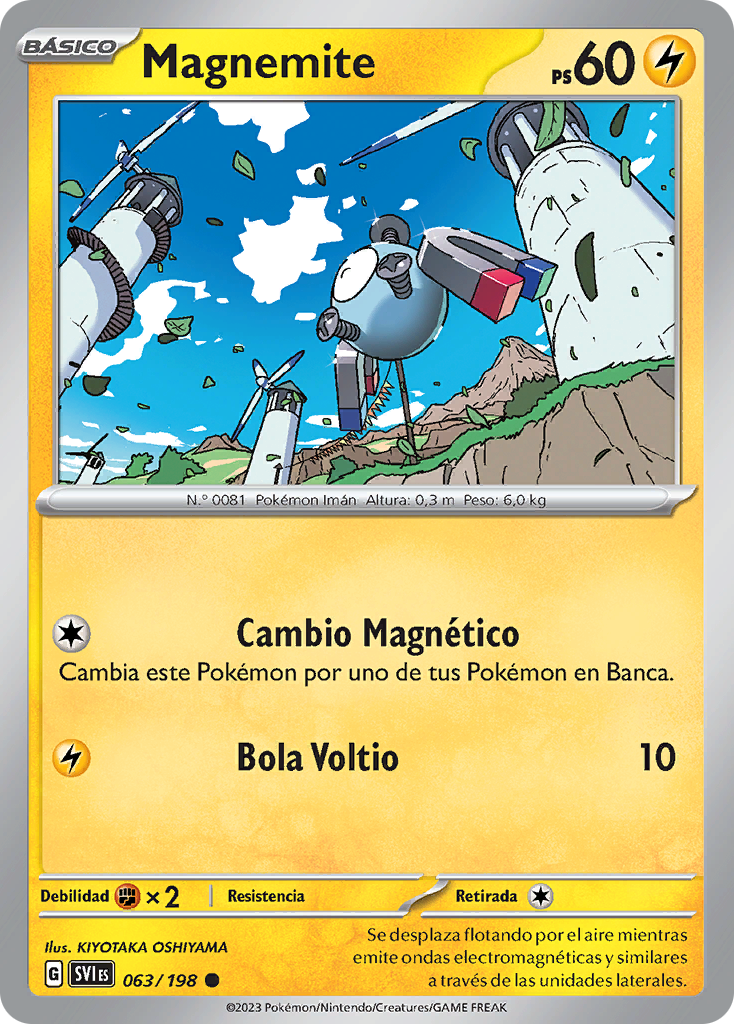 BÁSICO
Magnemite
PS60
N.º 0081 Pokémon Imán Altura: 0,3 m Peso: 6,0 kg
Cambio Magnético
Cambia este Pokémon por uno de tus Pokémon en Banca.
Bola Voltio 10
Debilidad ×2 Resistencia Retirada
Ilus. KIYOTAKA OSHIYAMA
G SVI ES 063/198
Se desplaza flotando por el aire mientras
emite ondas electromagnéticas y similares
a través de las unidades laterales.
©2023 Pokémon/Nintendo/Creatures/GAME FREAK